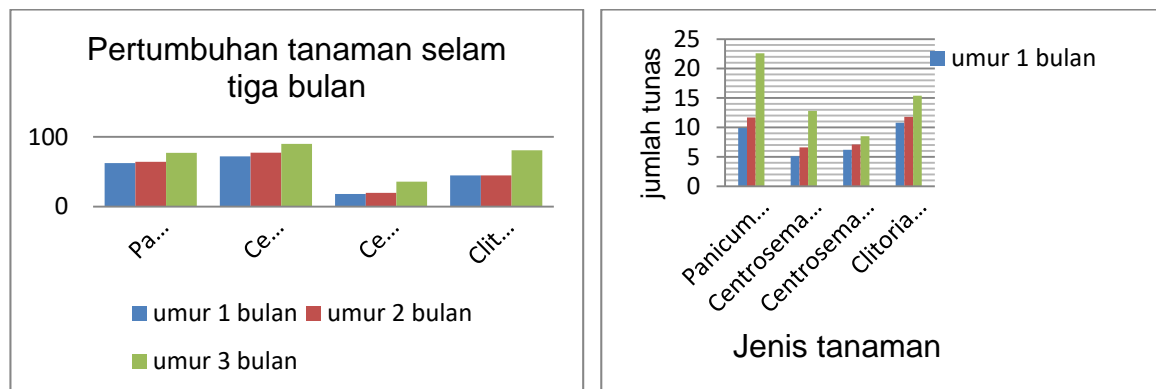 Pertumbuhan tanaman selam
tiga bulan
100
0
Pa...
Ce...
Ce...
Clit...
umur 1 bulan
umur 2 bulan
umur 3 bulan
25
20
15
10
5
0
jumlah tunas
umur 1 bulan
Panicum...
Centrosema...
Centrosema...
Clitoria...
Jenis tanaman